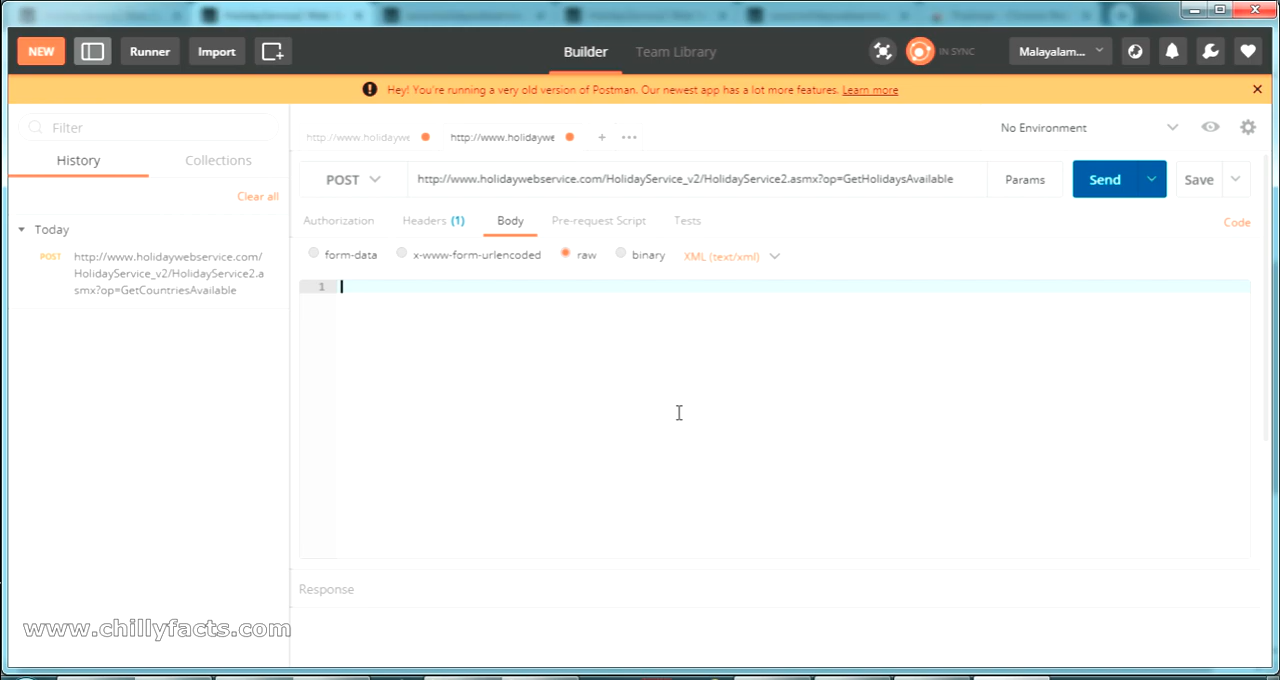 NEW
Runner
Import
Builder
Team Library
IN SYNC
Malayalam...
Hey! You're running a very old version of Postman. Our newest app has a lot more features. Learn more
Filter
History
Collections
Clear all
Today
POST
http://www.holidaywebservice.com/
HolidayService_v2/HolidayService2.a
smx?op=GetCountriesAvailable
http://www.holidaywe
http://www.holidaywe
No Environment
POST
http://www.holidaywebservice.com/HolidayService_v2/HolidayService2.asmx?op=GetHolidaysAvailable
Params
Send
Save
Authorization
Headers (1)
Body
Pre-request Script
Tests
Code
form-data
x-www-form-urlencoded
raw
binary
XML (text/xml)
1
Response
www.chillyfacts.com